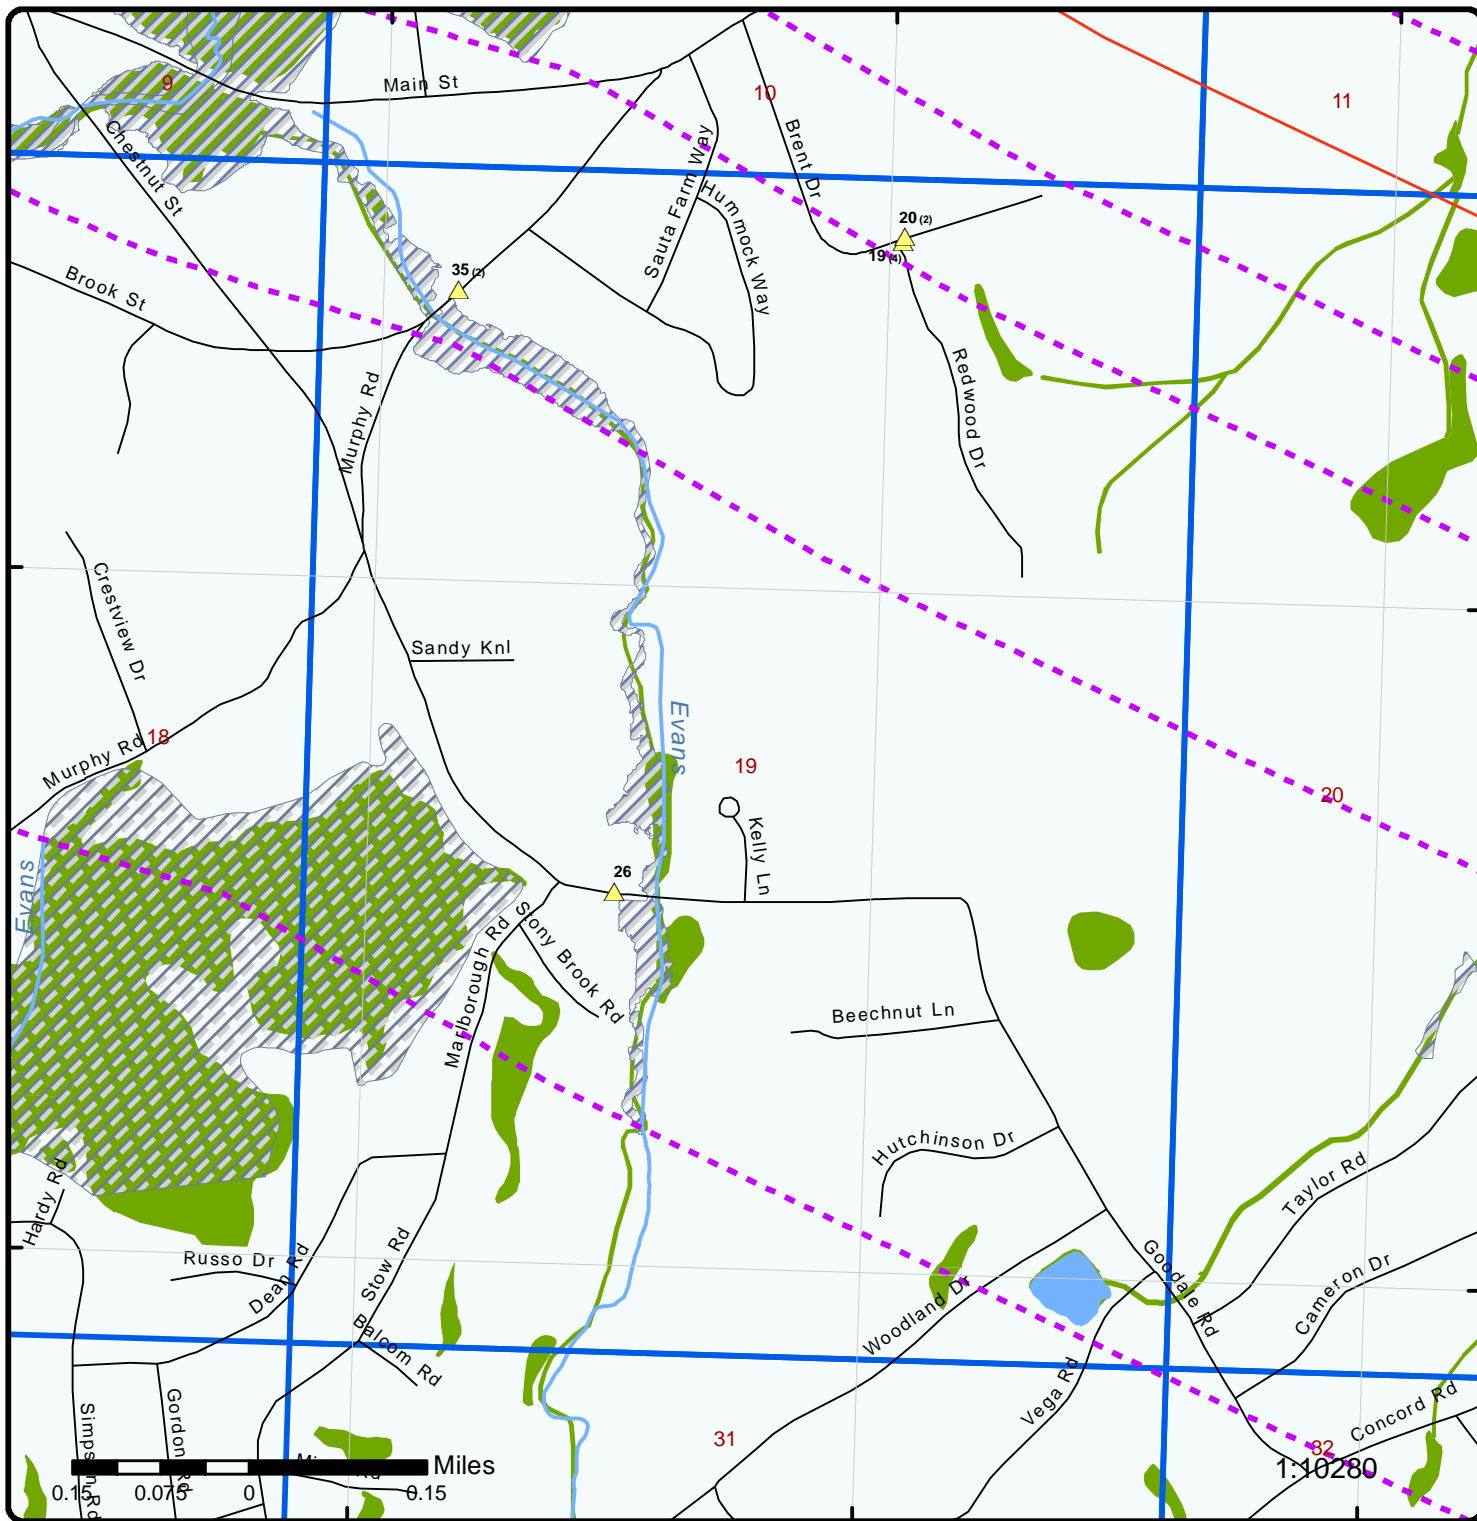 9
Main St
10
11
Chestnut St
Brent Dr
Sauta Farm Way
Hummock Way
20 (2)
19 (4)
35 (2)
Brook St
Murphy Rd
Redwood Dr
Crestview Dr
Sandy Knl
Evans
Murphy Rd
18
19
20
Kelly Ln
Evans
26
Stony Brook Rd
Marlborough Rd
Beechnut Ln
Hutchinson Dr
Taylor Rd
Hardy Rd
Russo Dr
Dean Rd
Stow Rd
Goodale Rd
Cameron Dr
Woodland Dr
Balcom Rd
Vega Rd
Simpson Rd
Gordon Rd
Concord Rd
31
32
Miles
1:10280
0.15
0.075
0
0.15